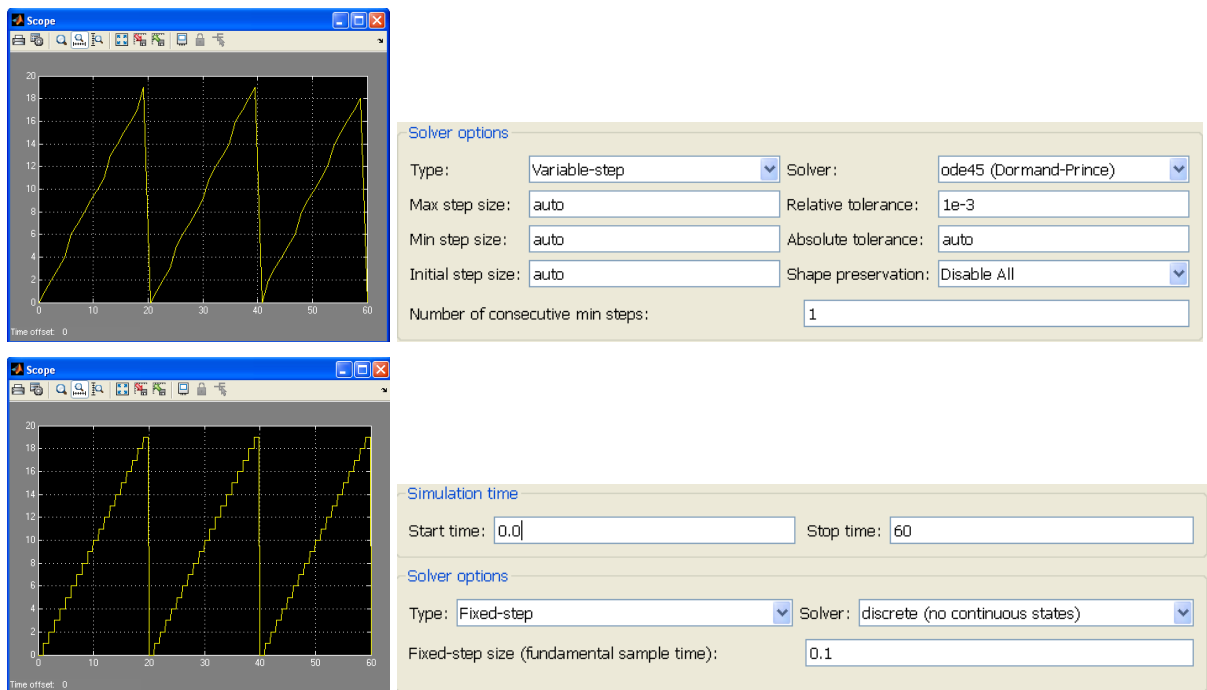 Scope
20
18
16
14
12
10
8
6
4
2
0
0 10 20 30 40 50 60
Time offset: 0
Solver options
Type: Variable-step Solver: ode45 (Dormand-Prince)
Max step size: auto Relative tolerance: 1e-3
Min step size: auto Absolute tolerance: auto
Initial step size: auto Shape preservation: Disable All
Number of consecutive min steps: 1
Scope
20
18
16
14
12
10
8
6
4
2
0
0 10 20 30 40 50 60
Time offset: 0
Simulation time
Start time: 0.0 Stop time: 60
Solver options
Type: Fixed-step Solver: discrete (no continuous states)
Fixed-step size (fundamental sample time): 0.1